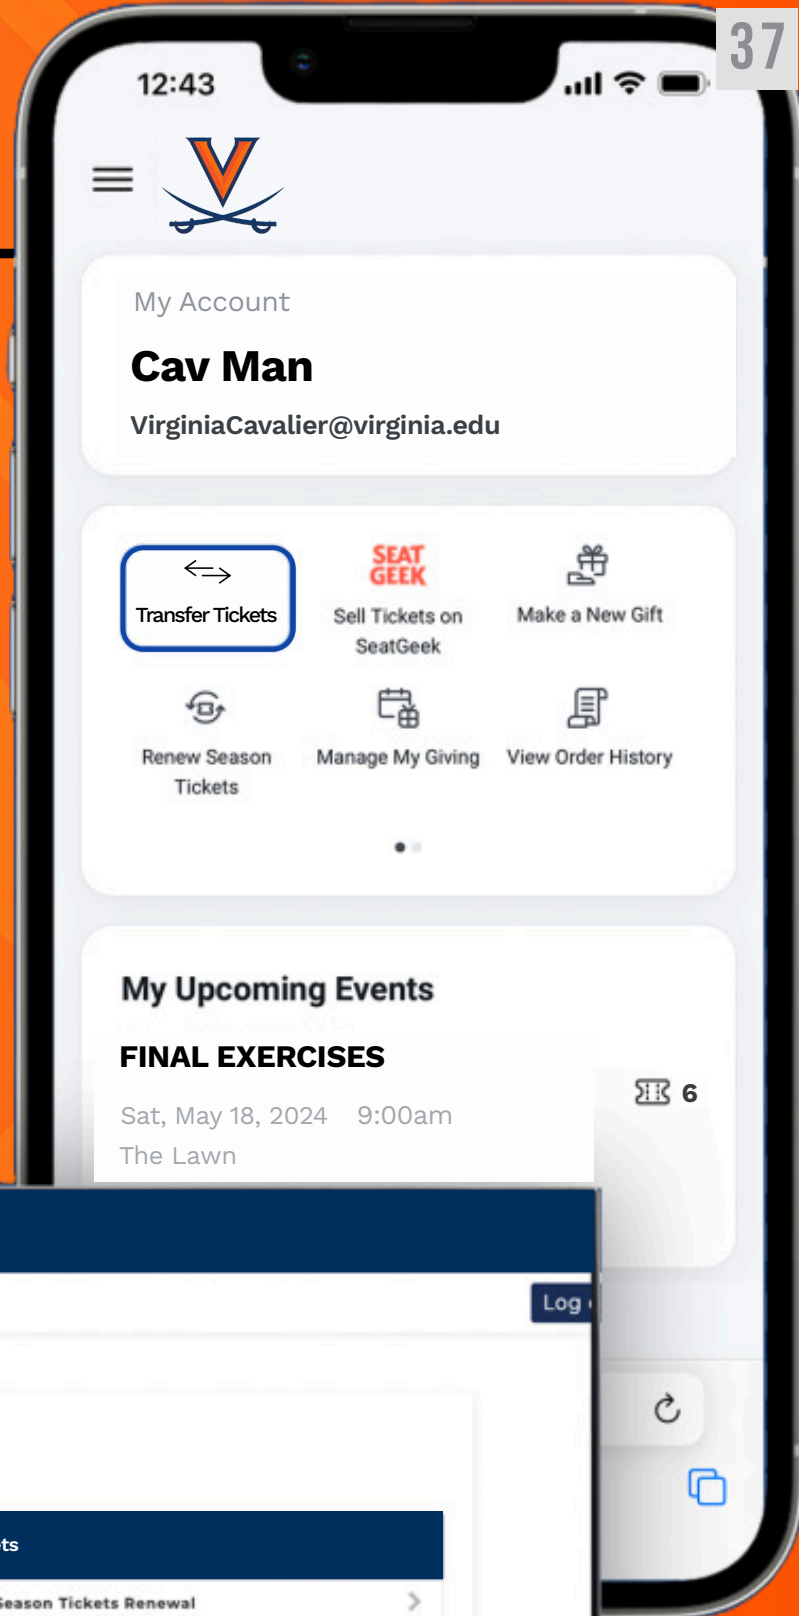 37
12:43
My Account
Cav Man
VirginiaCavalier@virginia.edu
Transfer Tickets
SEAT
GEEK
Sell Tickets on
SeatGeek
Make a New Gift
Renew Season
Tickets
Manage My Giving
View Order History
My Upcoming Events
FINAL EXERCISES
6
Sat, May 18, 2024 9:00am
The Lawn
Log
Season Tickets Renewal